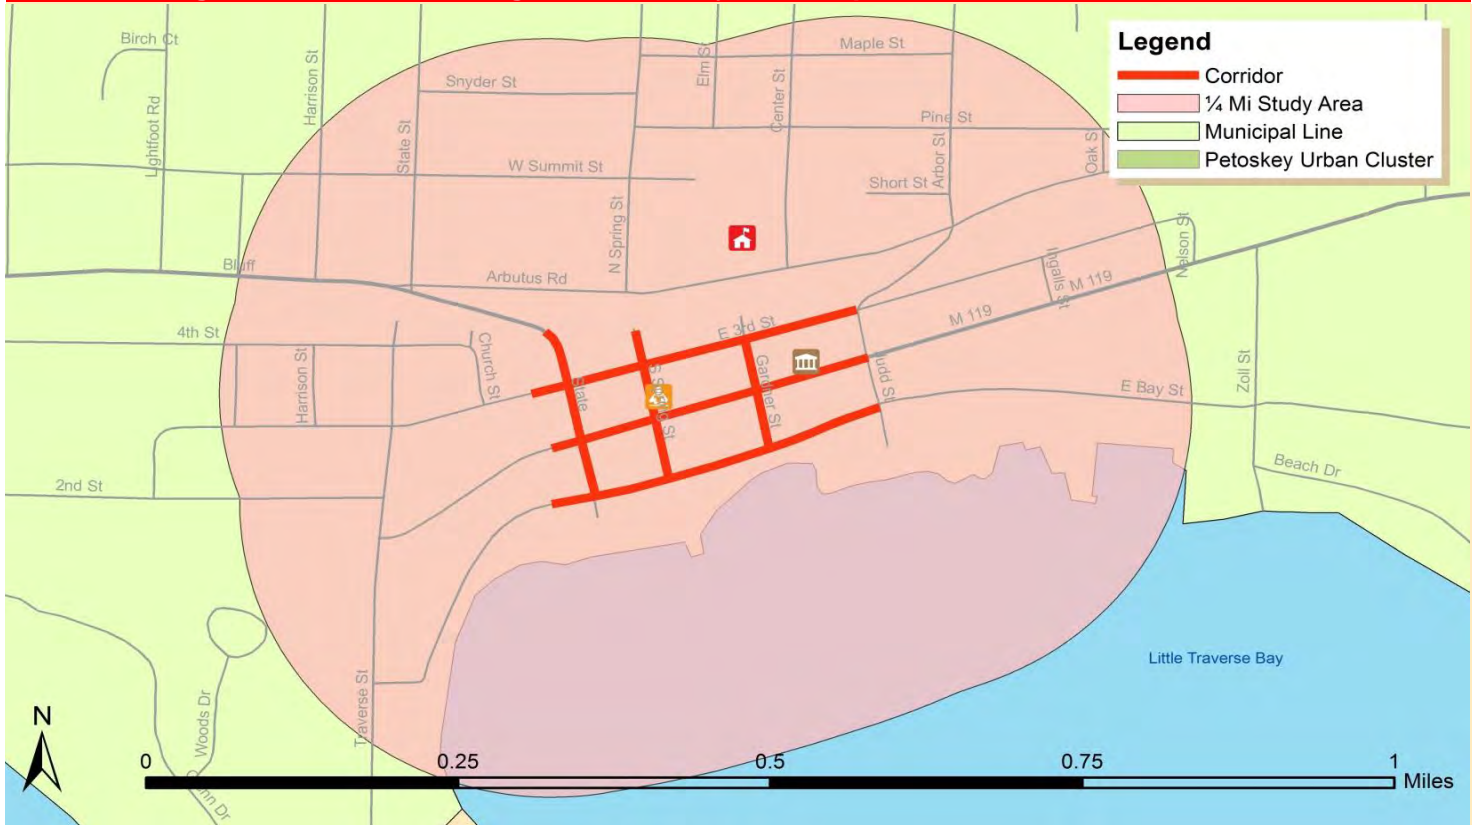 Legend
Corridor
¼ Mi Study Area
Municipal Line
Petoskey Urban Cluster
Birch Ct
Lightfoot Rd
Harrison St
State St
Snyder St
Elm St
Center St
Maple St
Pine St
Arbor St
Oak S
W Summit St
Short St
N Spring St
Nelson St
Bluff
Arbutus Rd
Ingalls St
M 119
M 119
4th St
Church St
E 3rd St
Harrison St
State
S Spring St
Gardner St
Judd St
Zoll St
E Bay St
2nd St
Beach Dr
Little Traverse Bay
Traverse St
Woods Dr
N
0
0.25
0.5
0.75
1
Miles